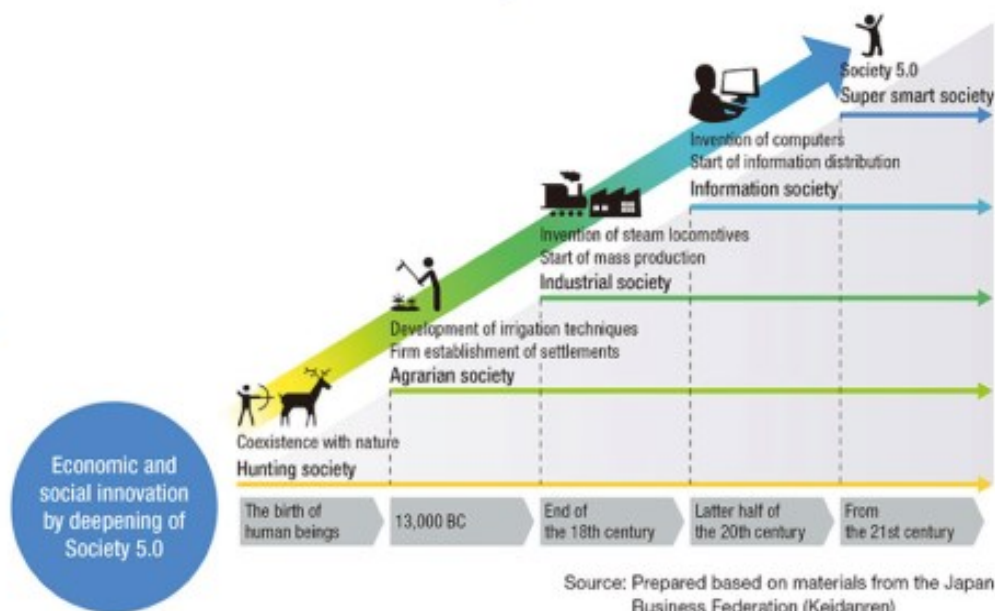 Society 5.0
Super smart society
Invention of computers
Start of information distribution
Information society
Invention of steam locomotives
Start of mass production
Industrial society
Development of irrigation techniques
Firm establishment of settlements
Agrarian society
Coexistence with nature
Hunting society
Economic and
social innovation
by deepening of
Society 5.0
The birth of
human beings
13,000 BC
End of
the 18th century
Latter half of
the 20th century
From
the 21st century
Source: Prepared based on materials from the Japan
Business Federation (Keidanren)